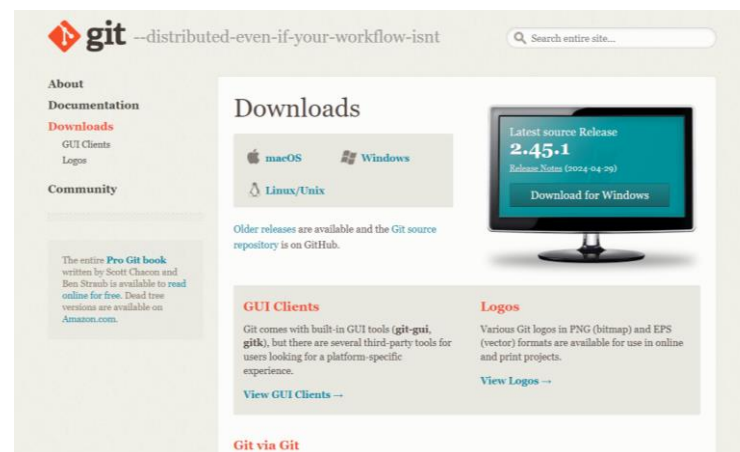 git --distributed-even-if-your-workflow-isnt
Search entire site...
About
Documentation
Downloads
GUI Clients
Logos
Community
The entire Pro Git book
written by Scott Chacon and
Ben Straub is available to read
online for free. Dead tree
versions are available on
Amazon.com.
Downloads
macOS
Windows
Linux/Unix
Older releases are available and the Git source
repository is on GitHub.
Latest source Release
2.45.1
Release Notes (2024-04-29)
Download for Windows
GUI Clients
Git comes with built-in GUI tools (git-gui,
gitk), but there are several third-party tools for
users looking for a platform-specific
experience.
View GUI Clients →
Logos
Various Git logos in PNG (bitmap) and EPS
(vector) formats are available for use in online
and print projects.
View Logos →
Git via Git